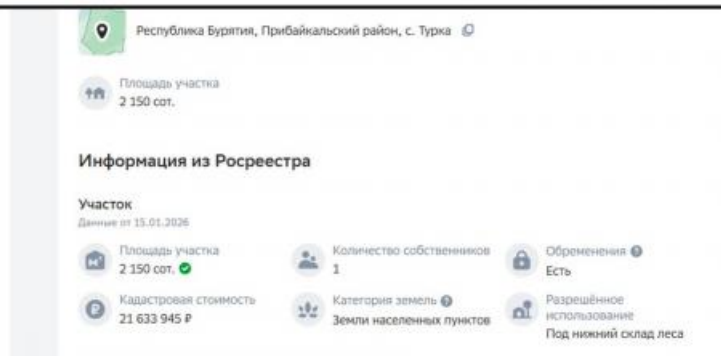 Республика Бурятия, Прибайкальский район, с. Турка
Площадь участка
2 150 сот.
Информация из Росреестра
Участок
Данные от 15.01.2026
Площадь участка
2 150 сот.
Количество собственников
1
Обременения
Есть
Кадастровая стоимость
21 633 945 ₽
Категория земель
Земли населенных пунктов
Разрешённое
использование
Под нижний склад леса